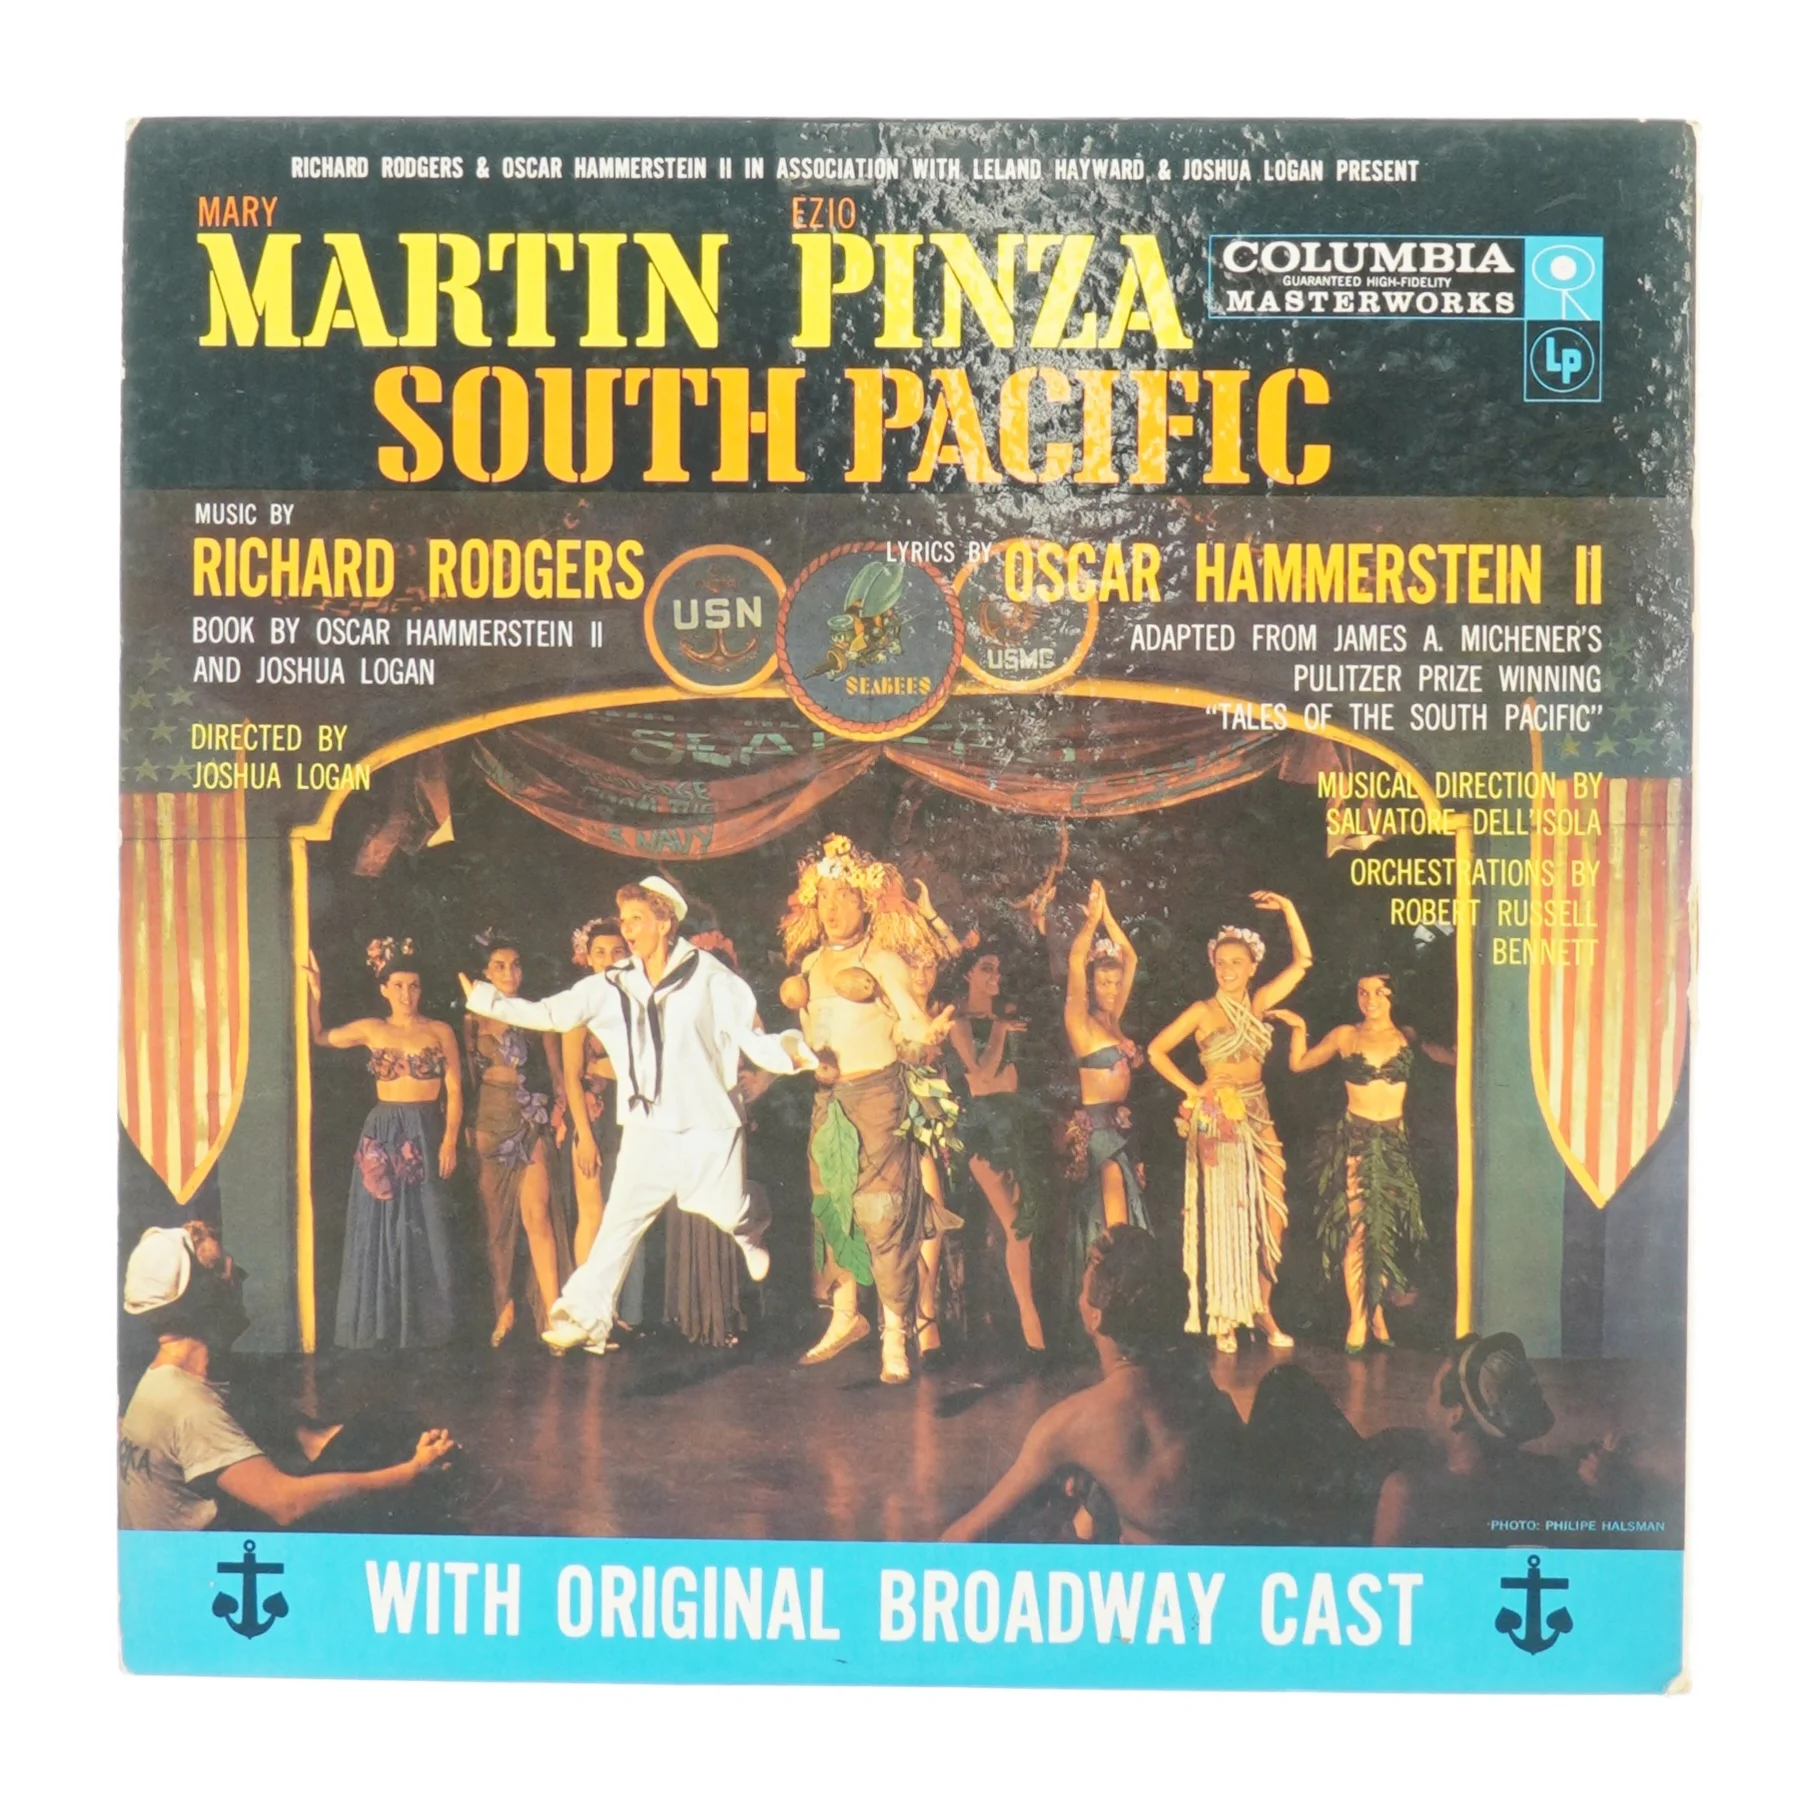 RICHARD RODGERS & OSCAR HAMMERSTEIN II IN ASSOCIATION WITH LELAND HAYWARD & JOSHUA LOGAN PRESENT
MARY EZIO
MARTIN PINZA
COLUMBIA
GUARANTEED HIGH-FIDELITY
MASTERWORKS
Lp
SOUTH PACIFIC
MUSIC BY
RICHARD RODGERS
BOOK BY OSCAR HAMMERSTEIN II
AND JOSHUA LOGAN
DIRECTED BY
JOSHUA LOGAN
LYRICS BY OSCAR HAMMERSTEIN II
ADAPTED FROM JAMES A. MICHENER'S
PULITZER PRIZE WINNING
"TALES OF THE SOUTH PACIFIC"
MUSICAL DIRECTION BY
SALVATORE DELL'ISOLA
ORCHESTRATIONS BY
ROBERT RUSSELL
BENNETT
USN
SEABEES
USMC
NAVY
PHOTO: PHILIPE HALSMAN
WITH ORIGINAL BROADWAY CAST